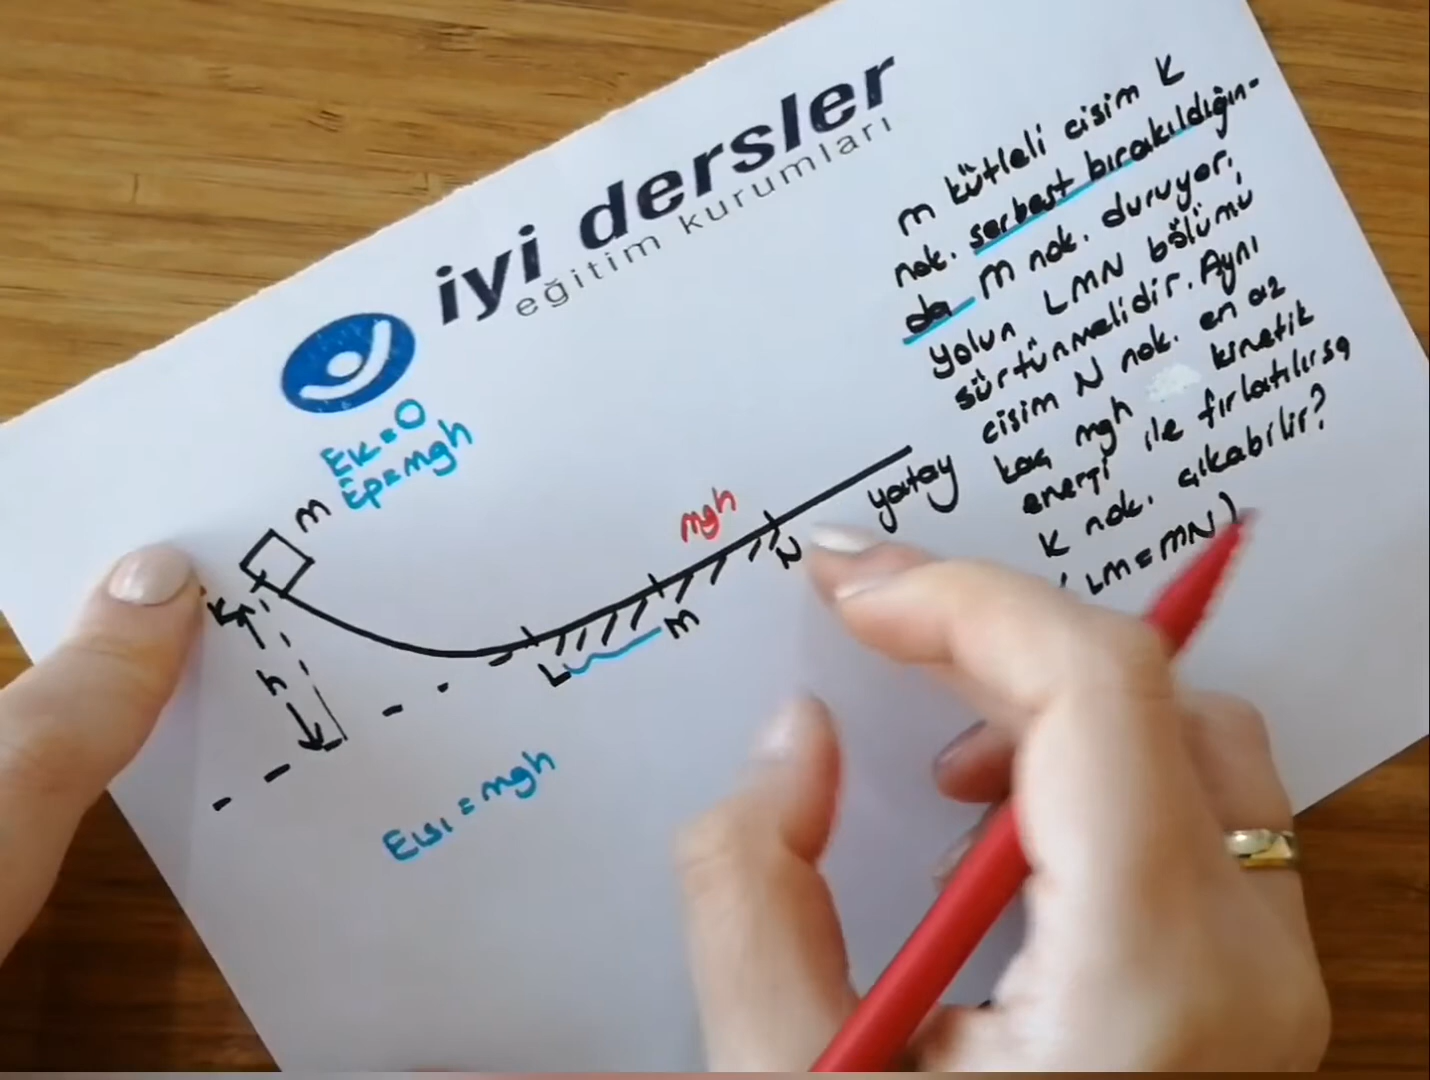 iyi dersler
eğitim kurumları
m kütleli cisim K
nok. serbest bırakıldığın-
da M nok. duruyor.
yolun LMN bölümü
sürtünmelidir. Aynı
cisim N nok. en az
kaç mgh kinetik
enerji ile fırlatılırsa
K nok. çıkabilir?
(LM=MN)
EK=0
Ep=mgh
m
K
h
L
M
N
mgh
yatay
EISI=mgh